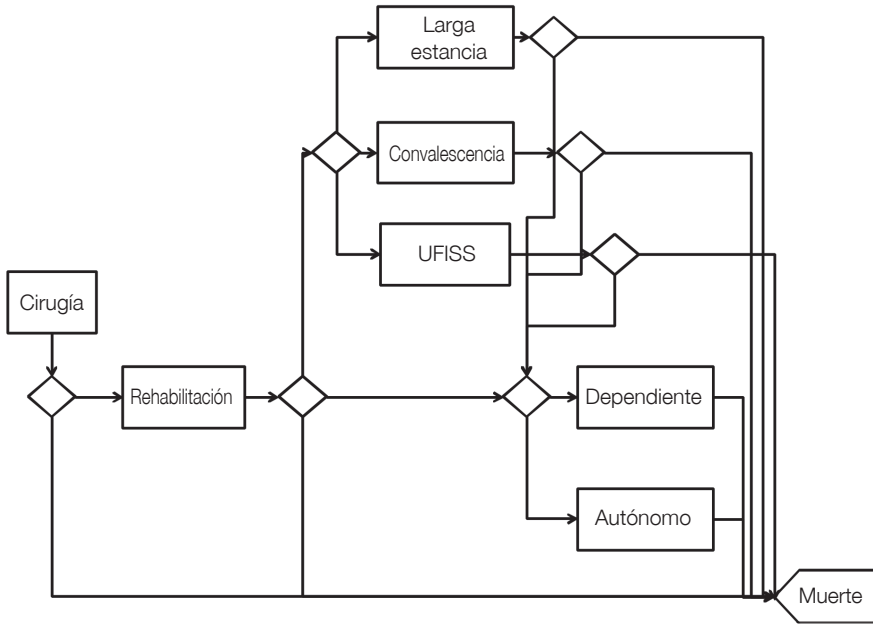 Larga
estancia
Convalescencia
UFISS
Cirugía
Rehabilitación
Dependiente
Autónomo
Muerte